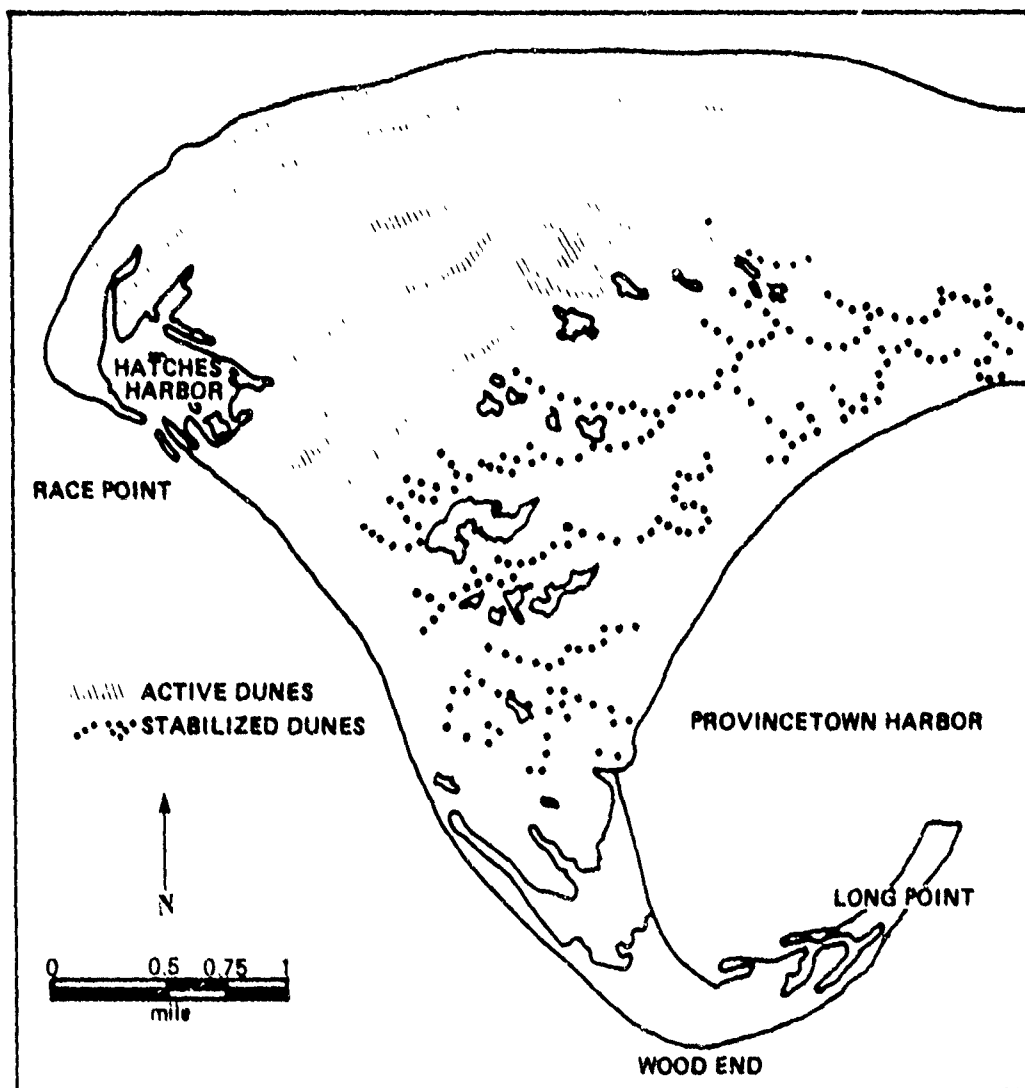 HATCHES
HARBOR
RACE POINT
ACTIVE DUNES
STABILIZED DUNES
PROVINCETOWN HARBOR
N
LONG POINT
0 0.5 0.75 1
mile
WOOD END